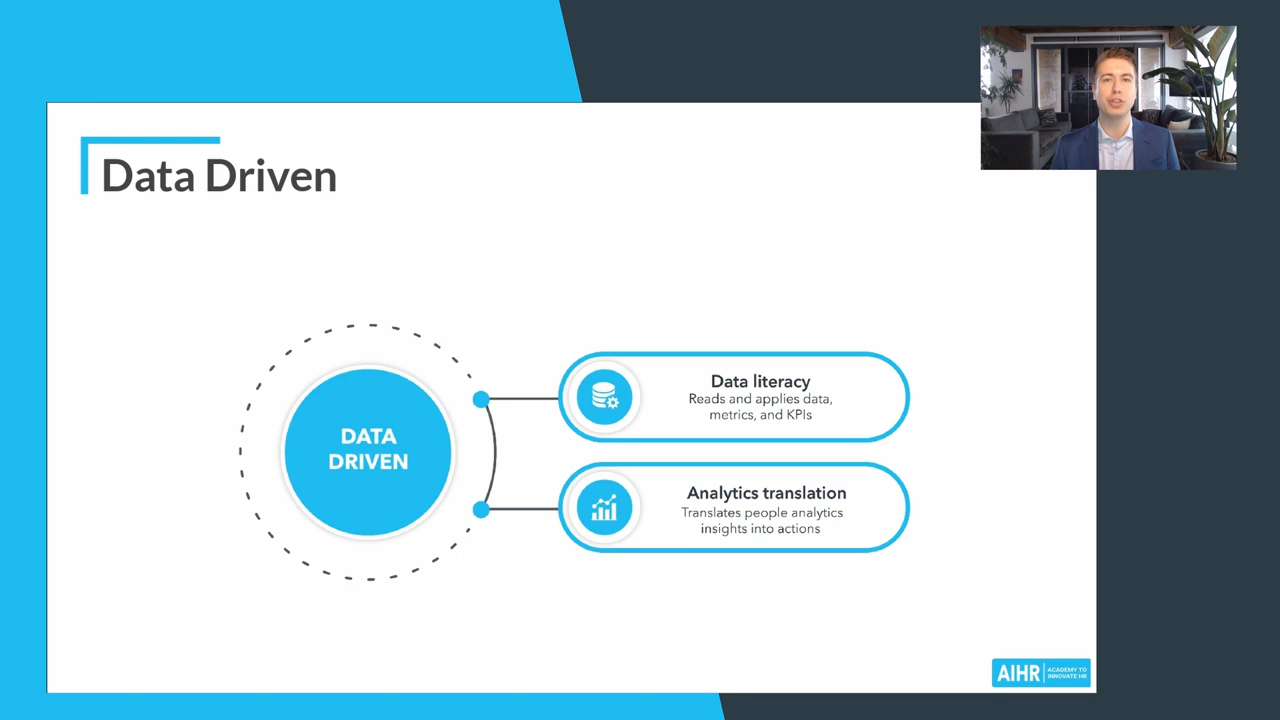 Data Driven
DATA
DRIVEN
Data literacy
Reads and applies data,
metrics, and KPIs
Analytics translation
Translates people analytics
insights into actions
AIHR
ACADEMY TO
INNOVATE HR